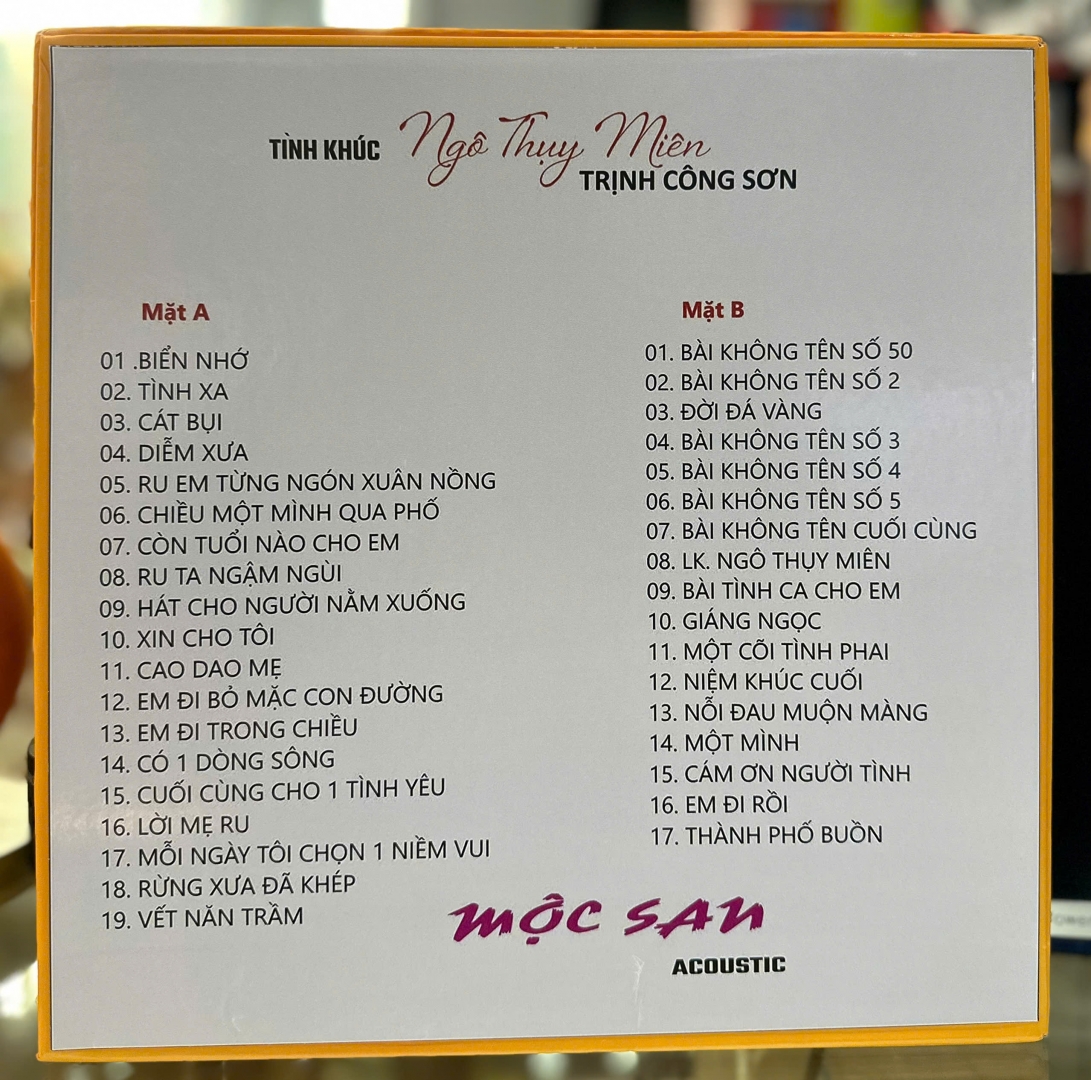 TÌNH KHÚC Ngô Thụy Miên
TRỊNH CÔNG SƠN
Mặt A
01 .BIỂN NHỚ
02. TÌNH XA
03. CÁT BỤI
04. DIỄM XƯA
05. RU EM TỪNG NGÓN XUÂN NỒNG
06. CHIỀU MỘT MÌNH QUA PHỐ
07. CÒN TUỔI NÀO CHO EM
08. RU TA NGẬM NGÙI
09. HÁT CHO NGƯỜI NẰM XUỐNG
10. XIN CHO TÔI
11. CAO DAO MẸ
12. EM ĐI BỎ MẶC CON ĐƯỜNG
13. EM ĐI TRONG CHIỀU
14. CÓ 1 DÒNG SÔNG
15. CUỐI CÙNG CHO 1 TÌNH YÊU
16. LỜI MẸ RU
17. MỖI NGÀY TÔI CHỌN 1 NIỀM VUI
18. RỪNG XƯA ĐÃ KHÉP
19. VẾT NĂN TRẦM
Mặt B
01. BÀI KHÔNG TÊN SỐ 50
02. BÀI KHÔNG TÊN SỐ 2
03. ĐỜI ĐÁ VÀNG
04. BÀI KHÔNG TÊN SỐ 3
05. BÀI KHÔNG TÊN SỐ 4
06. BÀI KHÔNG TÊN SỐ 5
07. BÀI KHÔNG TÊN CUỐI CÙNG
08. LK. NGÔ THỤY MIÊN
09. BÀI TÌNH CA CHO EM
10. GIÁNG NGỌC
11. MỘT CÕI TÌNH PHAI
12. NIỆM KHÚC CUỐI
13. NỖI ĐAU MUỘN MÀNG
14. MỘT MÌNH
15. CÁM ƠN NGƯỜI TÌNH
16. EM ĐI RỒI
17. THÀNH PHỐ BUỒN
MỘC SAN
ACOUSTIC